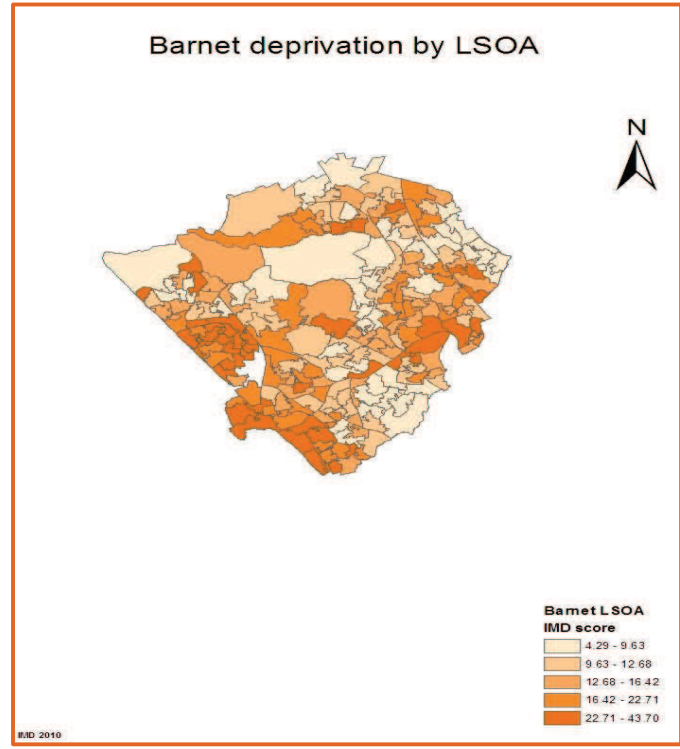 Barnet deprivation by LSOA
N
Barnet LSOA
IMD score
4.29 - 9.63
9.63 - 12.68
12.68 - 16.42
16.42 - 22.71
22.71 - 43.70
IMD 2010